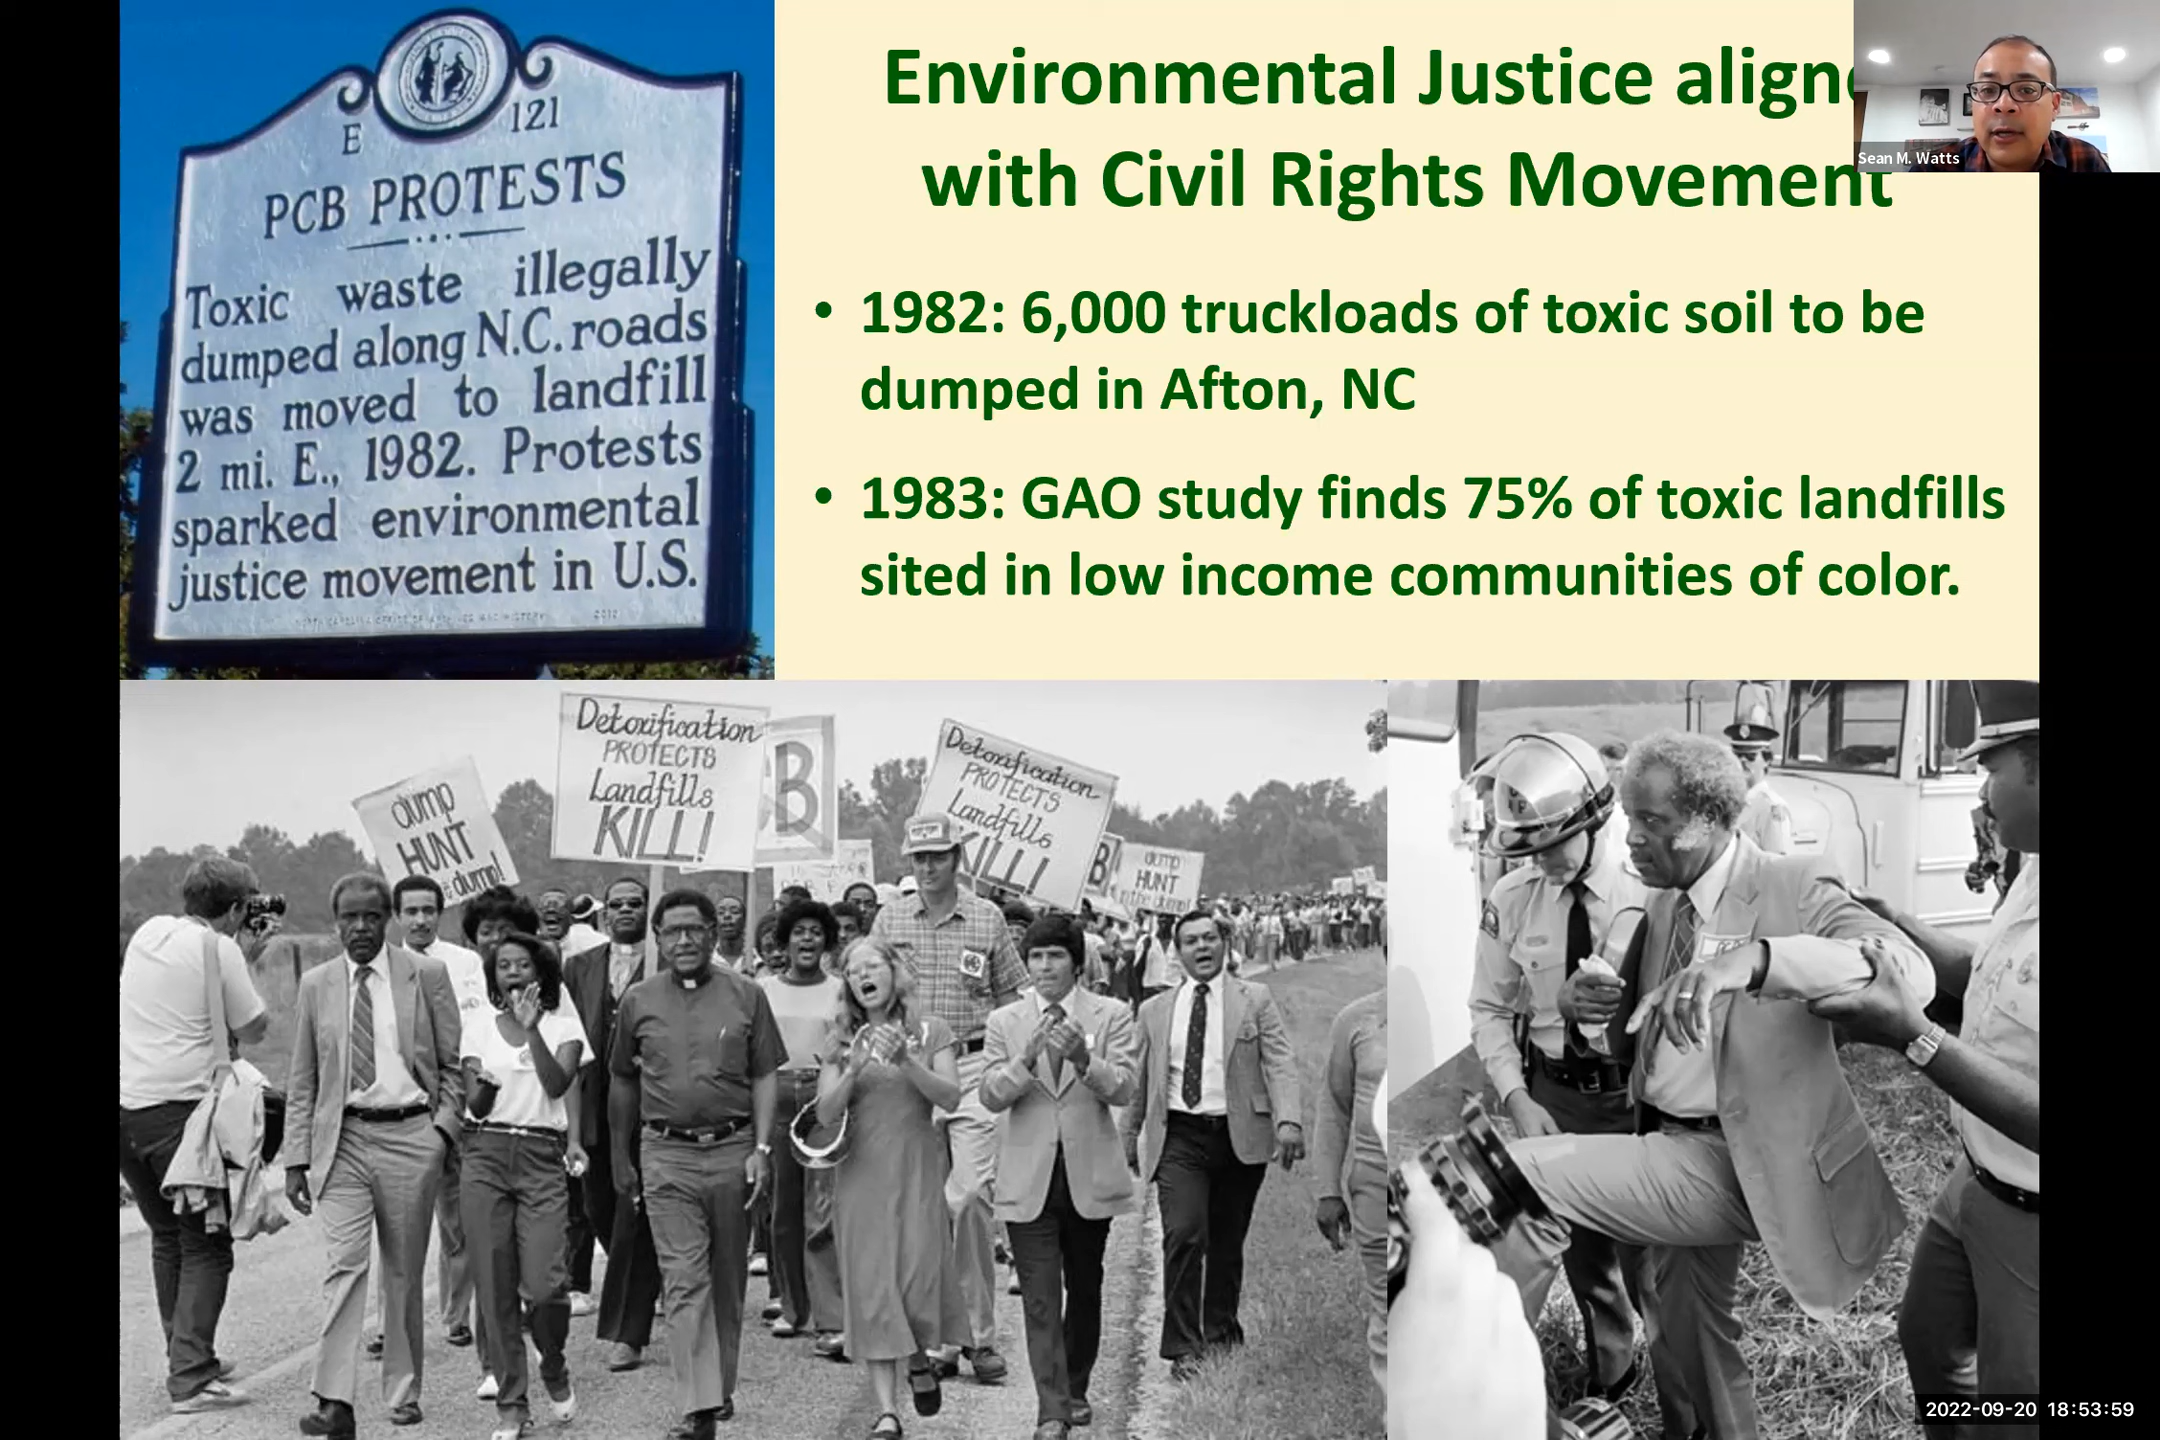 E 121
PCB PROTESTS
Toxic waste illegally
dumped along N.C. roads
was moved to landfill
2 mi. E., 1982. Protests
sparked environmental
justice movement in U.S.
Environmental Justice align
with Civil Rights Movement
Sean M. Watts
• 1982: 6,000 truckloads of toxic soil to be
dumped in Afton, NC
• 1983: GAO study finds 75% of toxic landfills
sited in low income communities of color.
dump
HUNT
dump!
Detoxification
PROTECTS
Landfills
KILL!
B
Detoxification
PROTECTS
Landfills
KILL!
B
dump
HUNT
2022-09-20 18:53:59